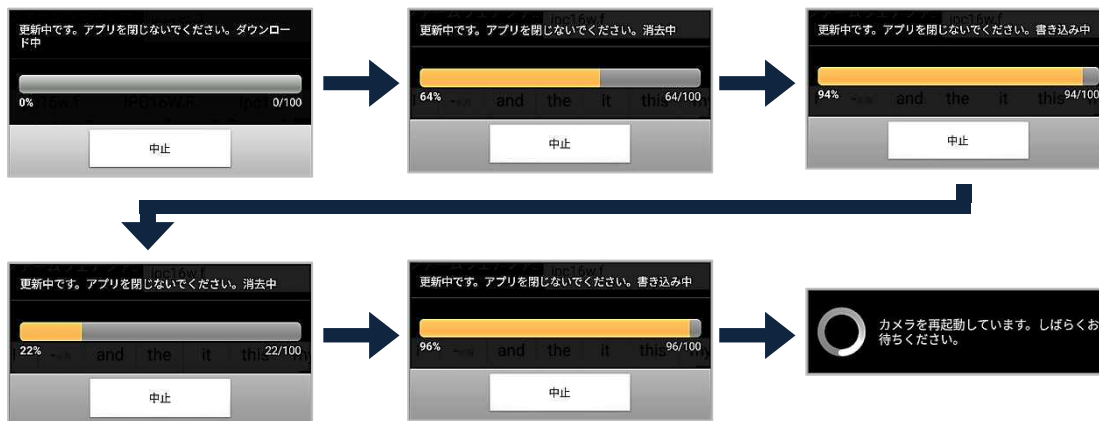 更新中です。アプリを閉じないでください。ダウンロー
ド中
0%
0/100
中止
更新中です。アプリを閉じないでください。消去中
64%
64/100
and the it this my
中止
更新中です。アプリを閉じないでください。書き込み中
94%
94/100
and the it this
中止
更新中です。アプリを閉じないでください。消去中
22%
22/100
and the it this my
中止
更新中です。アプリを閉じないでください。書き込み中
96%
96/100
and the it this my
中止
カメラを再起動しています。しばらくお
待ちください。